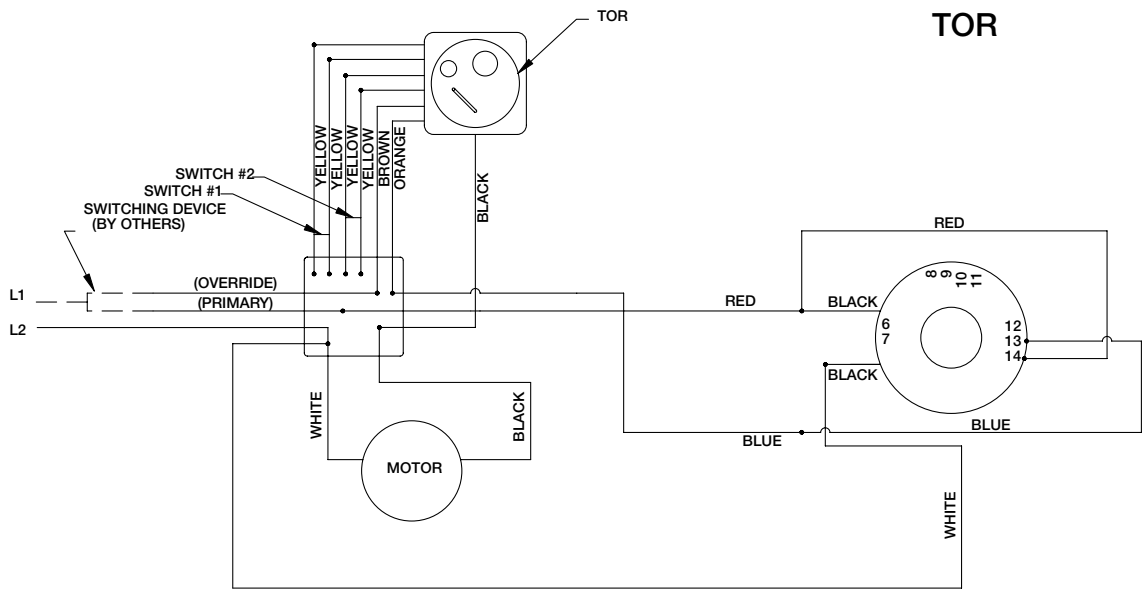 TOR
TOR
YELLOW
YELLOW
YELLOW
YELLOW
BROWN
ORANGE
BLACK
SWITCH #2
SWITCH #1
SWITCHING DEVICE
(BY OTHERS)
L1
(OVERRIDE)
(PRIMARY)
L2
RED
RED
BLACK
8
9
10
11
6
7
12
13
14
BLACK
WHITE
BLACK
MOTOR
BLUE
BLUE
WHITE